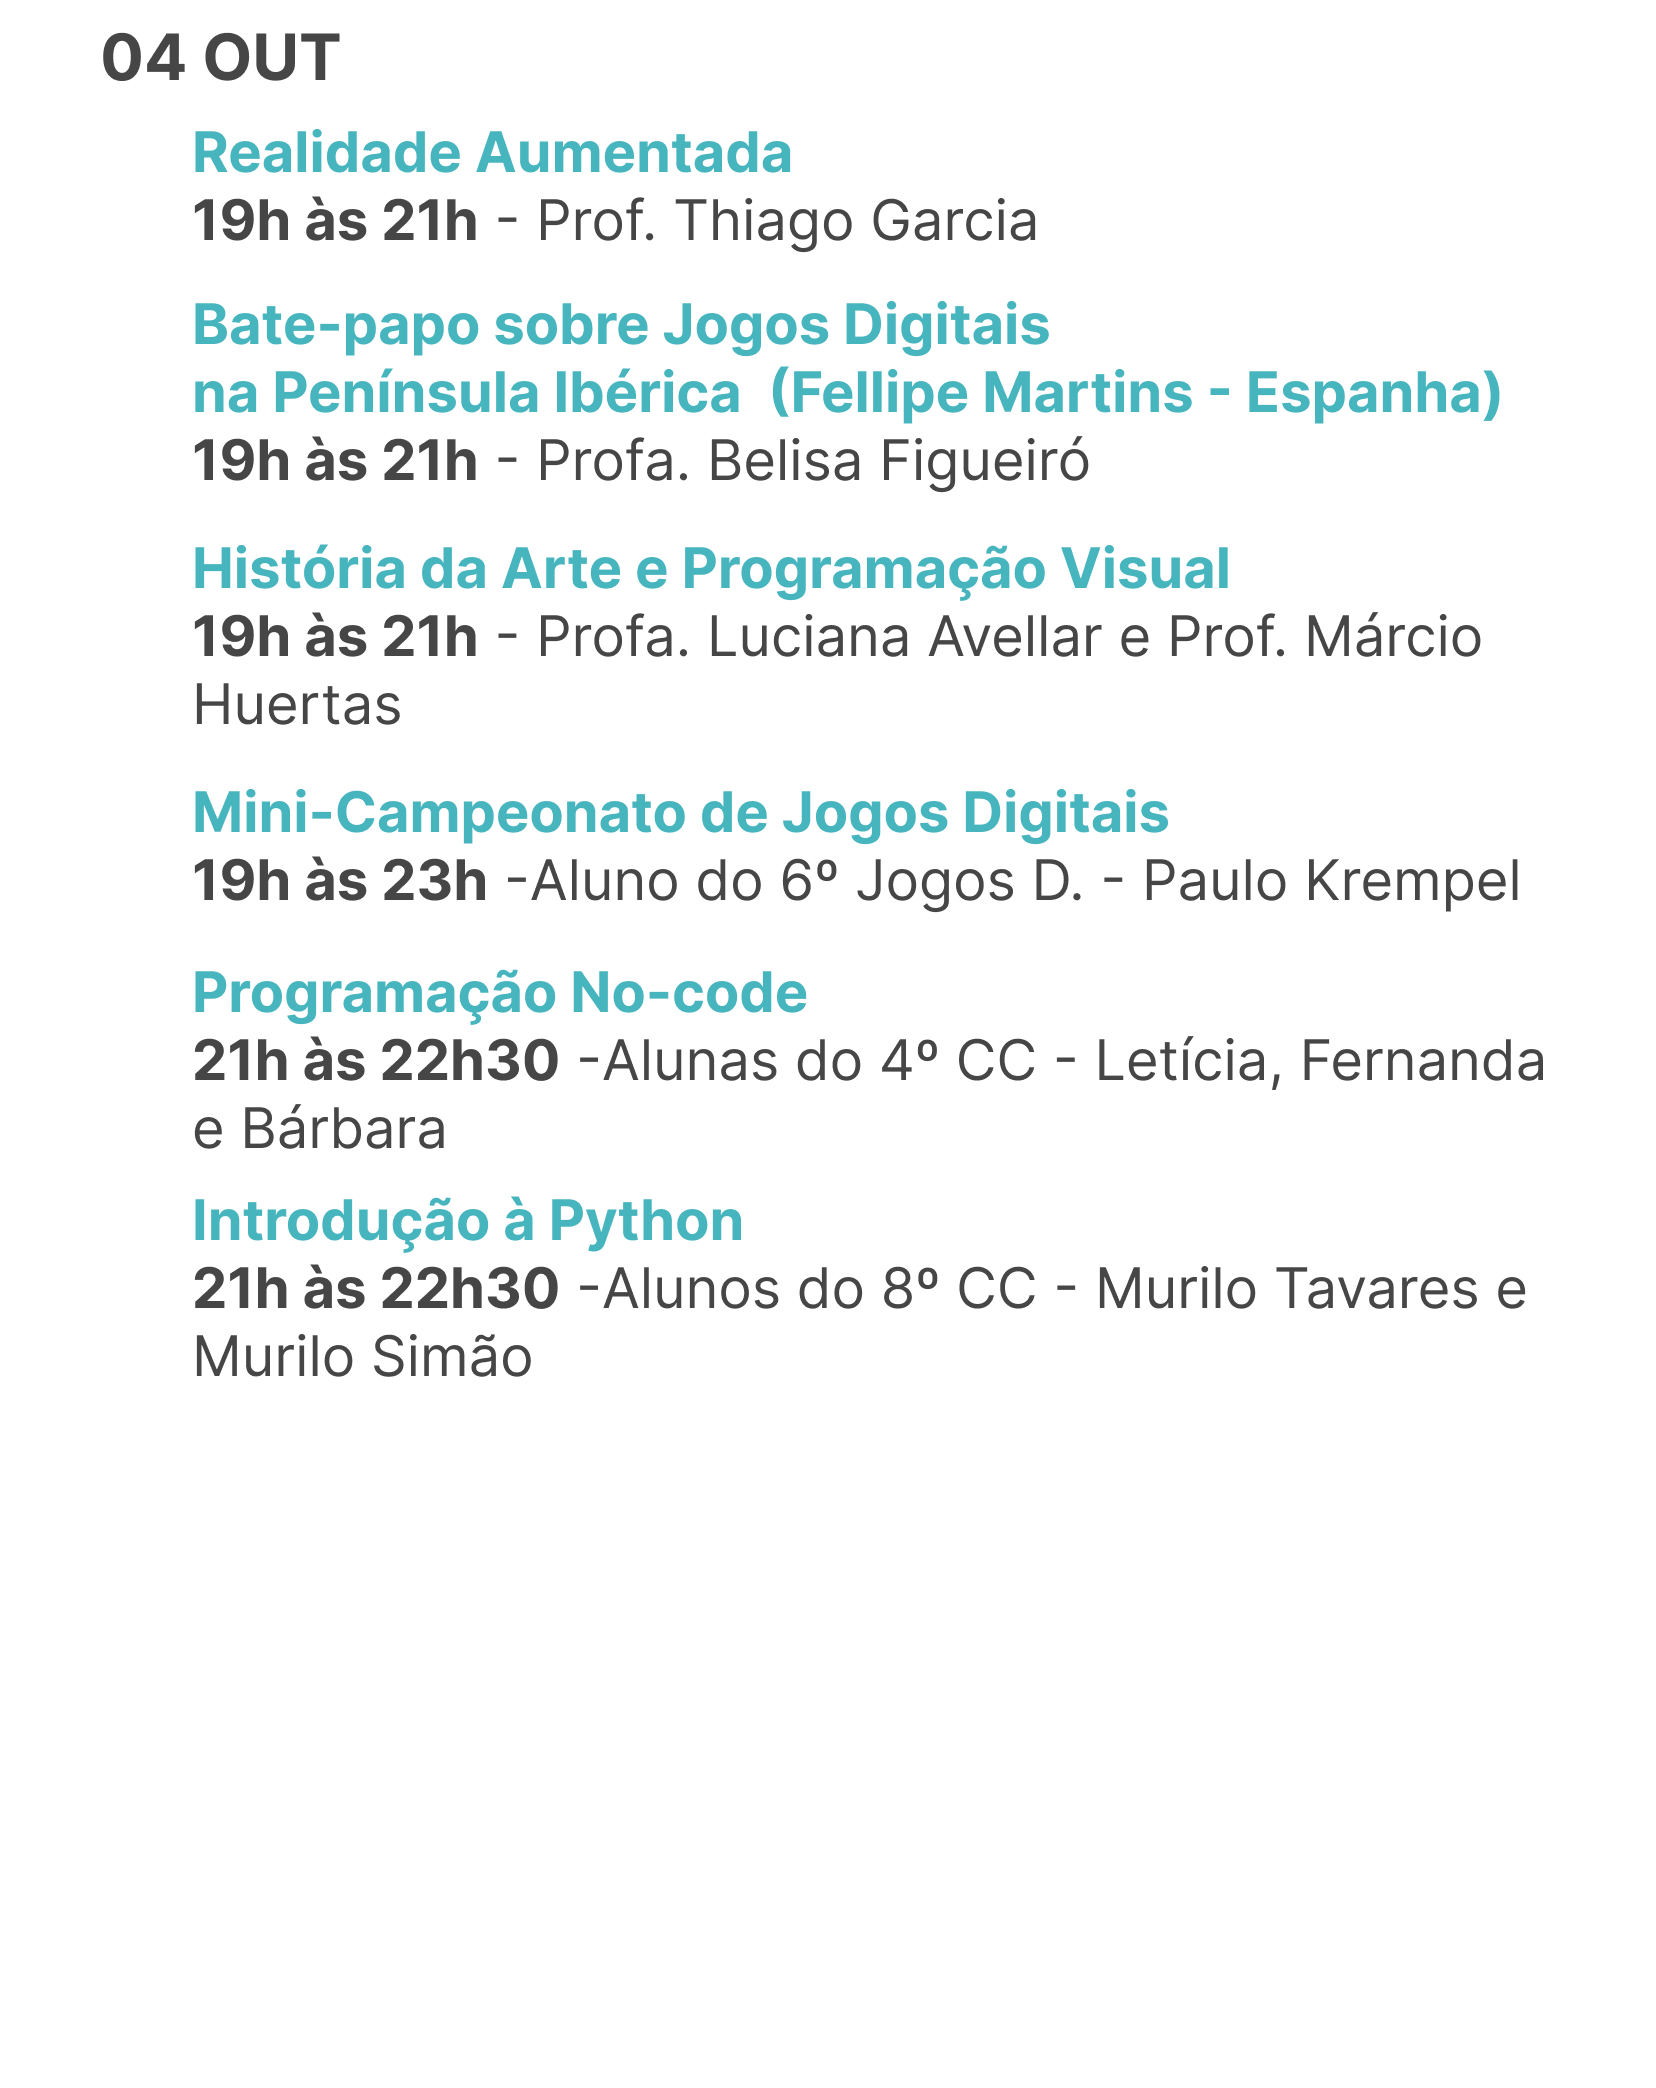 04 OUT
Realidade Aumentada
19h às 21h - Prof. Thiago Garcia
Bate-papo sobre Jogos Digitais
na Península Ibérica  (Fellipe Martins - Espanha)
19h às 21h - Profa. Belisa Figueiró
História da Arte e Programação Visual
19h às 21h - Profa. Luciana Avellar e Prof. Márcio
Huertas
Mini-Campeonato de Jogos Digitais
19h às 23h -Aluno do 6º Jogos D. - Paulo Krempel
Programação No-code
21h às 22h30 -Alunas do 4º CC - Letícia, Fernanda
e Bárbara
Introdução à Python
21h às 22h30 -Alunos do 8º CC - Murilo Tavares e
Murilo Simão